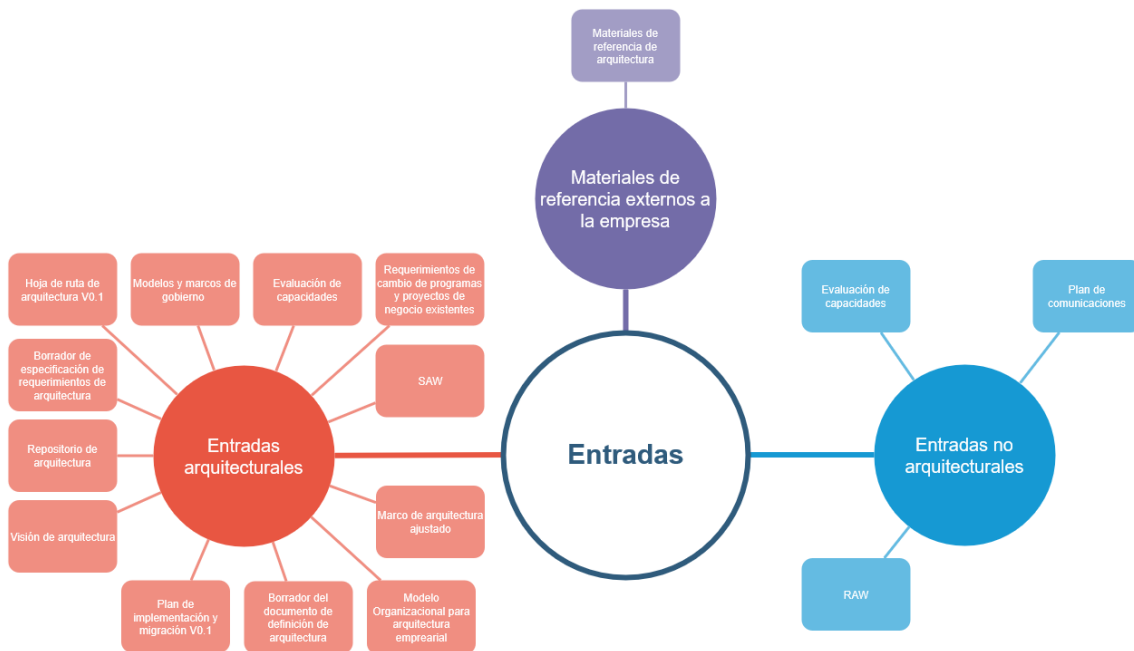 Materiales de
referencia de
arquitectura
Materiales de
referencia externos a
la empresa
Hoja de ruta de
arquitectura V0.1
Modelos y marcos de
gobierno
Evaluación de
capacidades
Requerimientos de
cambio de programas
y proyectos de
negocio existentes
Borrador de
especificación de
requerimientos de
arquitectura
SAW
Repositorio de
arquitectura
Entradas
arquitecturales
Visión de arquitectura
Marco de arquitectura
ajustado
Plan de
implementación y
migración V0.1
Borrador del
documento de
definición de
arquitectura
Modelo
Organizacional para
arquitectura
emprearial
Entradas
Evaluación de
capacidades
Plan de
comunicaciones
Entradas no
arquitecturales
RAW